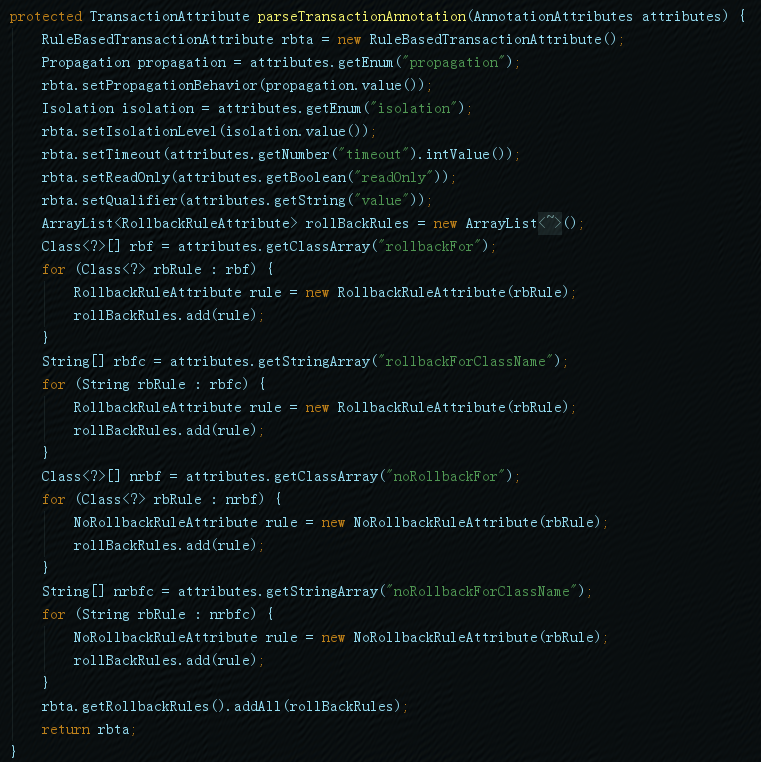 protected TransactionAttribute parseTransactionAnnotation(AnnotationAttributes attributes) {
    RuleBasedTransactionAttribute rbta = new RuleBasedTransactionAttribute();
    Propagation propagation = attributes.getEnum("propagation");
    rbta.setPropagationBehavior(propagation.value());
    Isolation isolation = attributes.getEnum("isolation");
    rbta.setIsolationLevel(isolation.value());
    rbta.setTimeout(attributes.getNumber("timeout").intValue());
    rbta.setReadOnly(attributes.getBoolean("readOnly"));
    rbta.setQualifier(attributes.getString("value"));
    ArrayList<RollbackRuleAttribute> rollBackRules = new ArrayList<~>();
    Class<?>[] rbf = attributes.getClassArray("rollbackFor");
    for (Class<?> rbRule : rbf) {
        RollbackRuleAttribute rule = new RollbackRuleAttribute(rbRule);
        rollBackRules.add(rule);
    }
    String[] rbfc = attributes.getStringArray("rollbackForClassName");
    for (String rbRule : rbfc) {
        RollbackRuleAttribute rule = new RollbackRuleAttribute(rbRule);
        rollBackRules.add(rule);
    }
    Class<?>[] nrbf = attributes.getClassArray("noRollbackFor");
    for (Class<?> rbRule : nrbf) {
        NoRollbackRuleAttribute rule = new NoRollbackRuleAttribute(rbRule);
        rollBackRules.add(rule);
    }
    String[] nrbfc = attributes.getStringArray("noRollbackForClassName");
    for (String rbRule : nrbfc) {
        NoRollbackRuleAttribute rule = new NoRollbackRuleAttribute(rbRule);
        rollBackRules.add(rule);
    }
    rbta.getRollbackRules().addAll(rollBackRules);
    return rbta;
}